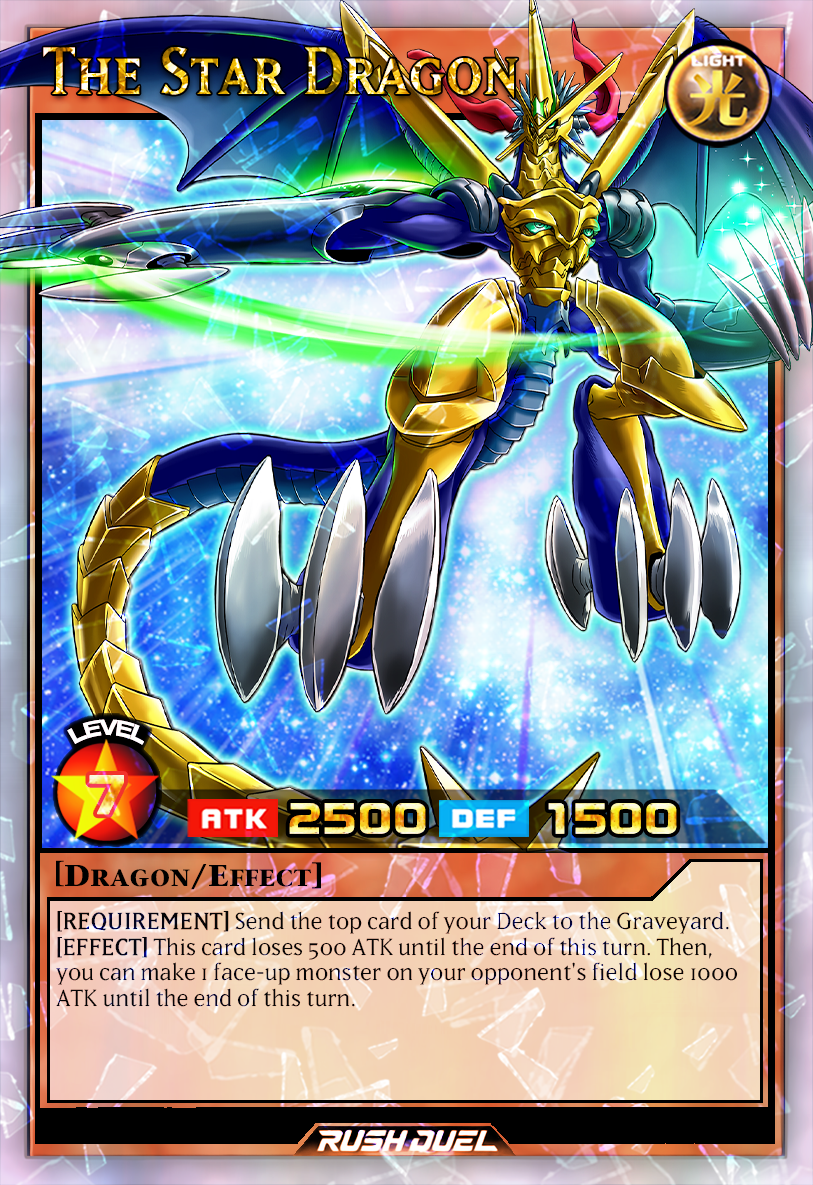 The Star Dragon
LIGHT
光
LEVEL
7
ATK 2500 DEF 1500
[Dragon/Effect]
[REQUIREMENT] Send the top card of your Deck to the Graveyard.
[EFFECT] This card loses 500 ATK until the end of this turn. Then,
you can make 1 face-up monster on your opponent's field lose 1000
ATK until the end of this turn.
RUSH DUEL